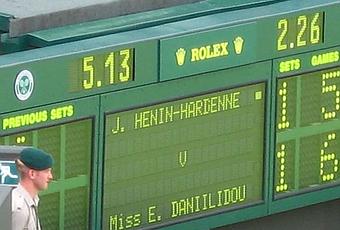 5.13 ROLEX 2.26
PREVIOUS SETS SETS GAMES
J. HENIN-HARDENNE 1 5
V
Miss E. DANIILIDOU 1 6